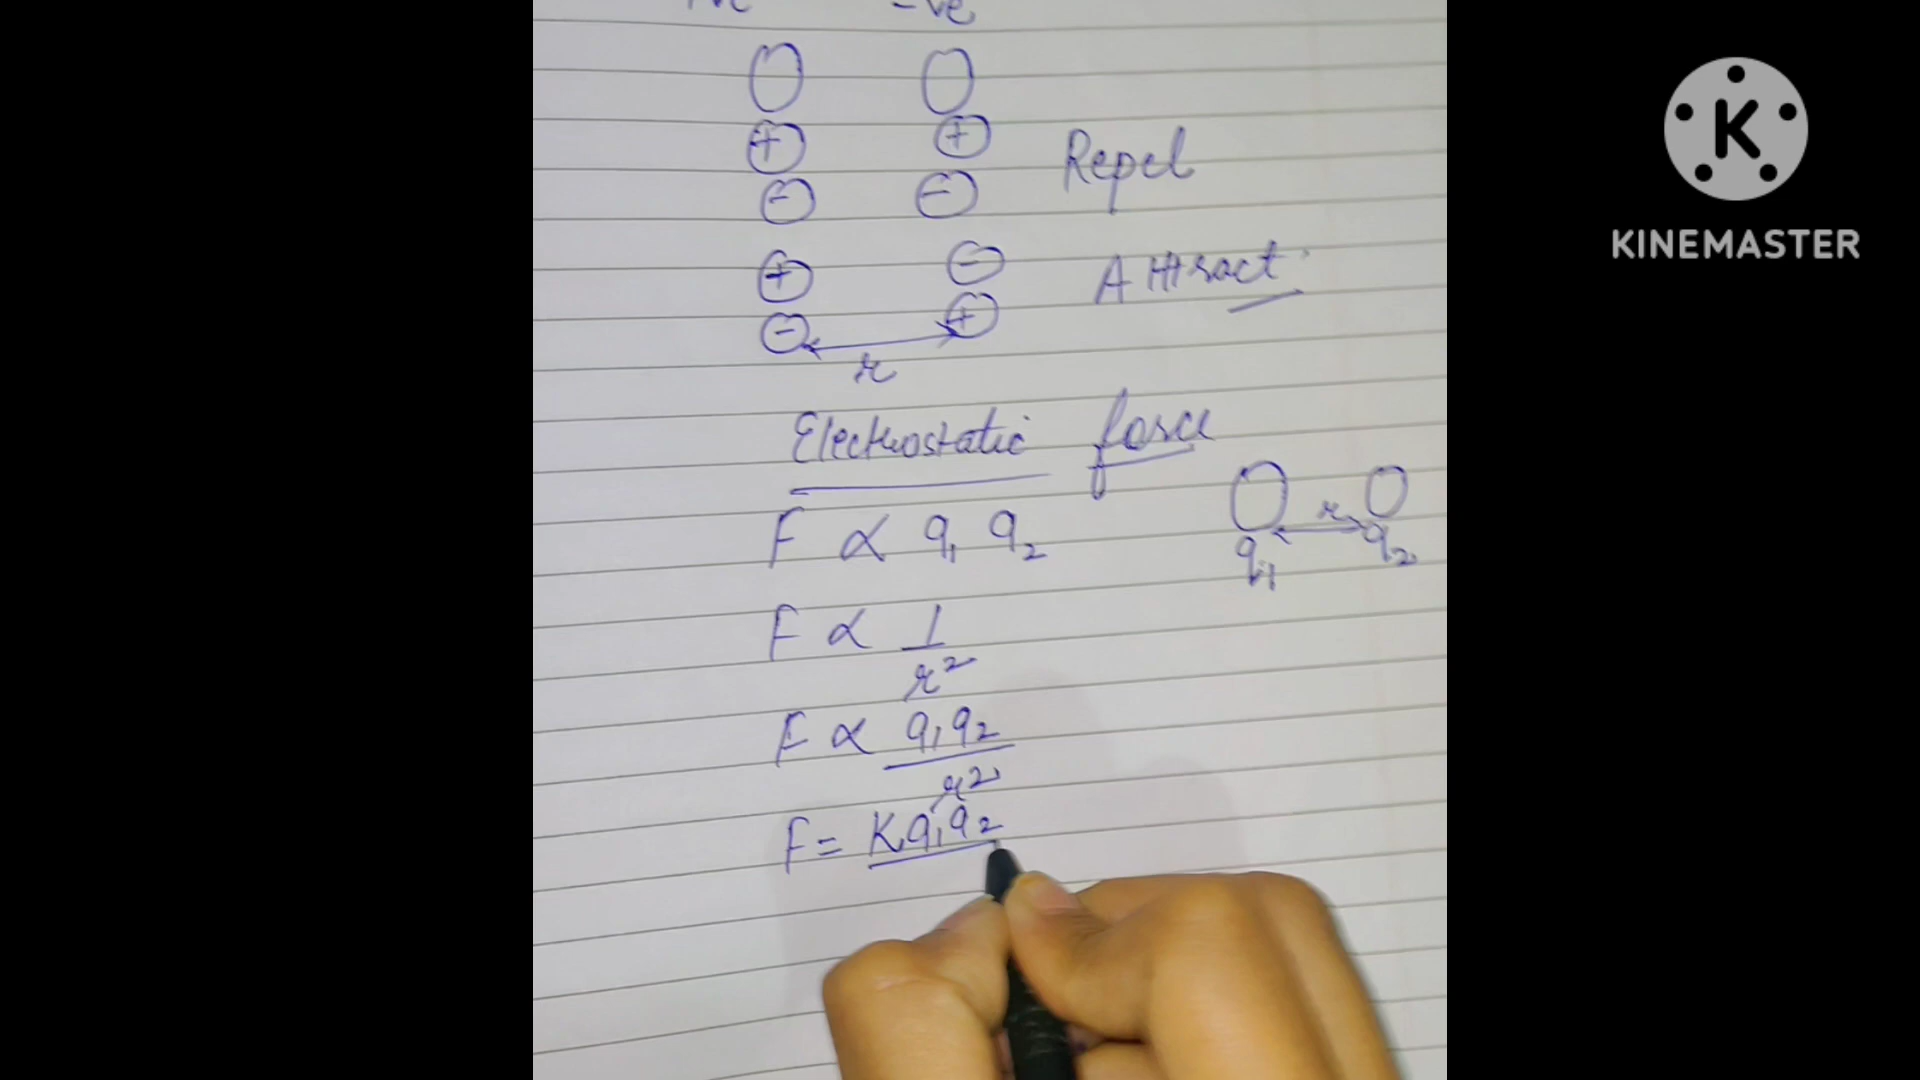 +ve -ve
+ + Repel
- -
+ - Attract
- +
r
Electrostatic force
F ∝ q₁ q₂
r
q₁ q₂
F ∝ 1
r²
F ∝ q₁q₂
r²
F = Kq₁q₂
K
KINEMASTER